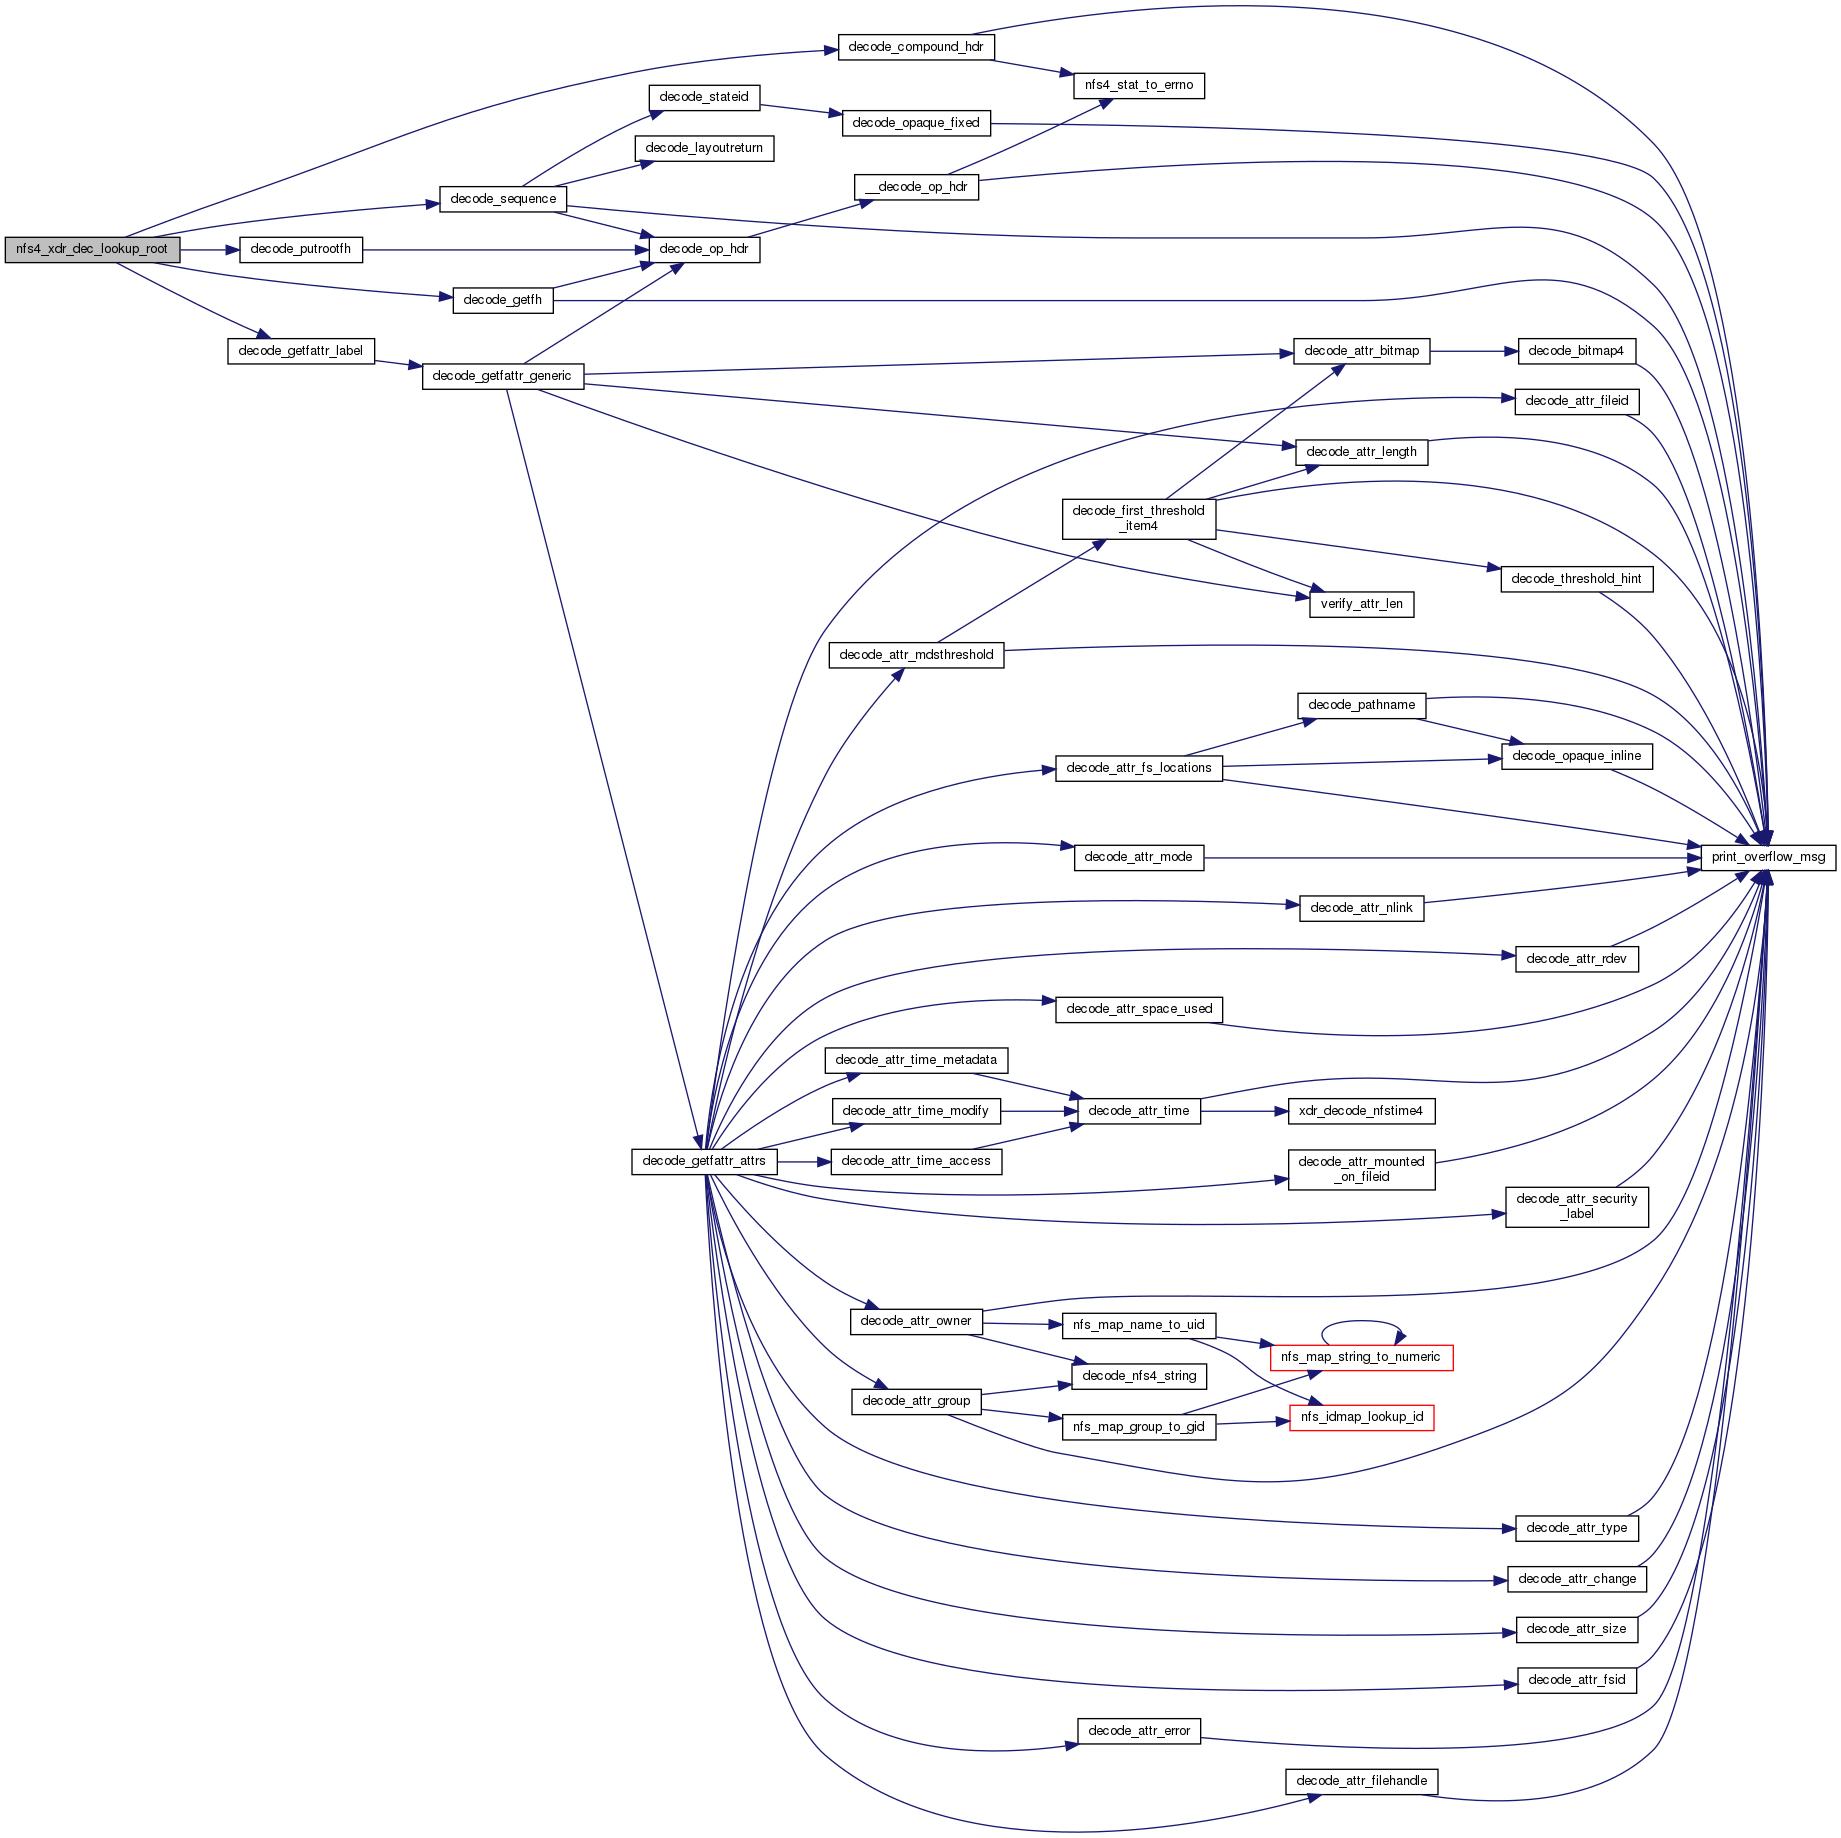 decode_compound_hdr
nfs4_stat_to_errno
decode_stateid
decode_opaque_fixed
decode_layoutreturn
__decode_op_hdr
decode_sequence
nfs4_xdr_dec_lookup_root
decode_putrootfh
decode_op_hdr
decode_getfh
decode_getfattr_label
decode_attr_bitmap
decode_bitmap4
decode_getfattr_generic
decode_attr_fileid
decode_attr_length
decode_first_threshold
_item4
decode_threshold_hint
verify_attr_len
decode_attr_mdsthreshold
decode_pathname
decode_opaque_inline
decode_attr_fs_locations
decode_attr_mode
print_overflow_msg
decode_attr_nlink
decode_attr_rdev
decode_attr_space_used
decode_attr_time_metadata
decode_attr_time_modify
decode_attr_time
xdr_decode_nfstime4
decode_getfattr_attrs
decode_attr_time_access
decode_attr_mounted
_on_fileid
decode_attr_security
_label
decode_attr_owner
nfs_map_name_to_uid
nfs_map_string_to_numeric
decode_nfs4_string
decode_attr_group
nfs_map_group_to_gid
nfs_idmap_lookup_id
decode_attr_type
decode_attr_change
decode_attr_size
decode_attr_fsid
decode_attr_error
decode_attr_filehandle